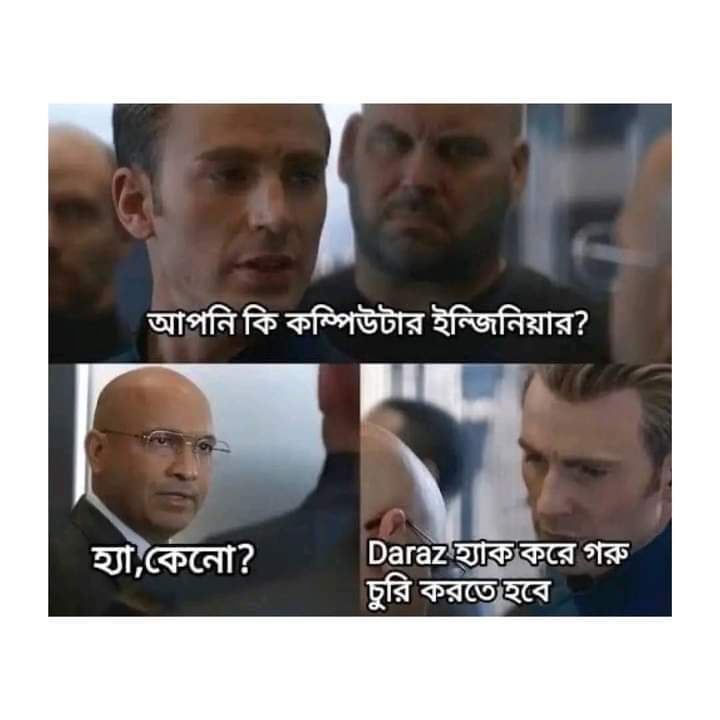 আপনি কি কম্পিউটার ইন্জিনিয়ার?
হ্যা,কেনো?
Daraz হ্যাক করে গরু
চুরি করতে হবে